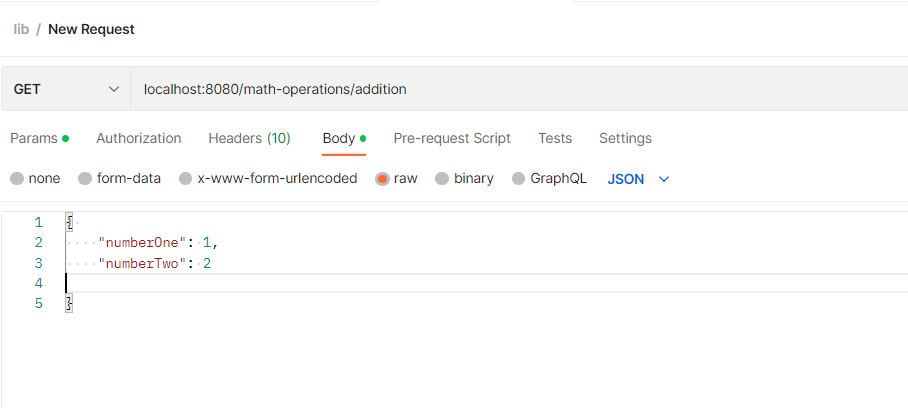 lib / New Request
GET localhost:8080/math-operations/addition
Params Authorization Headers (10) Body Pre-request Script Tests Settings
none form-data x-www-form-urlencoded raw binary GraphQL JSON
1 {
2 "numberOne": 1,
3 "numberTwo": 2
4
5 }